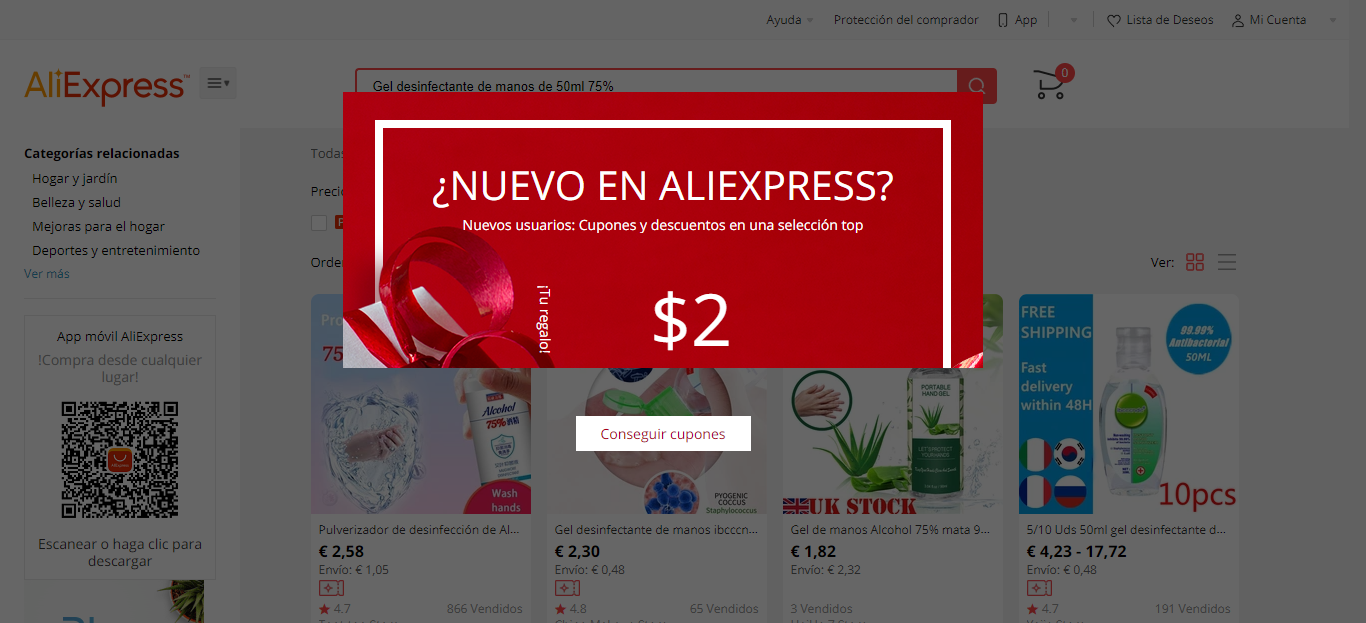 Ayuda
Protección del comprador
App
Lista de Deseos
Mi Cuenta
AliExpress™
Gel desinfectante de manos de 50ml 75%
0
Categorías relacionadas
Hogar y jardín
Belleza y salud
Mejoras para el hogar
Deportes y entretenimiento
Ver más
App móvil AliExpress
!Compra desde cualquier
lugar!
AliExpress
Escanear o haga clic para
descargar
Todas
Precio
Orde
Ver:
¿NUEVO EN ALIEXPRESS?
Nuevos usuarios: Cupones y descuentos en una selección top
¡Tu regalo!
$2
Conseguir cupones
75
Alcohol
75%
Wash
hands
Pulverizador de desinfección de Al...
€ 2,58
Envío: € 1,05
4.7
866 Vendidos
PYOGENIC
COCCUS
Staphylococcus
Gel desinfectante de manos ibcccn...
€ 2,30
Envío: € 0,48
4.8
65 Vendidos
PORTABLE
HAND GEL
UK STOCK
Gel de manos Alcohol 75% mata 9...
€ 1,82
Envío: € 2,32
3 Vendidos
FREE
SHIPPING
Fast
delivery
within 48H
99.99%
Antibacterial
50ML
10pcs
5/10 Uds 50ml gel desinfectante d...
€ 4,23 - 17,72
Envío: € 0,48
4.7
191 Vendidos